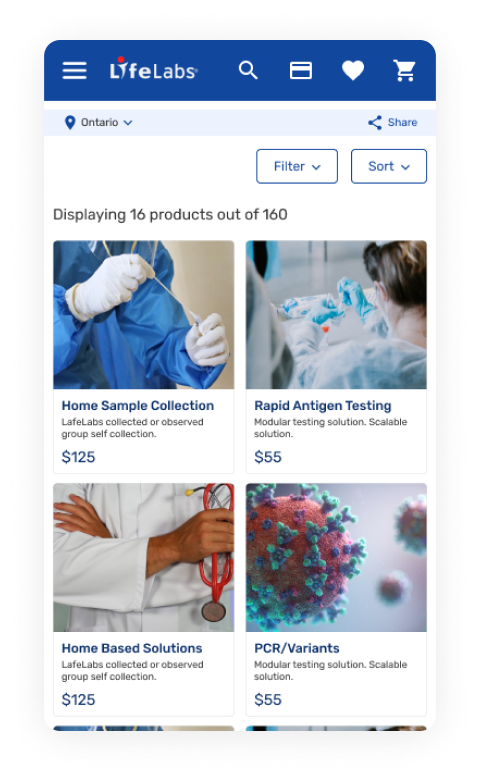 LifeLabs
Ontario
Share
Filter
Sort
Displaying 16 products out of 160
Home Sample Collection
LafeLabs collected or observed
group self collection.
$125
Rapid Antigen Testing
Modular testing solution. Scalable
solution.
$55
Home Based Solutions
LafeLabs collected or observed
group self collection.
$125
PCR/Variants
Modular testing solution. Scalable
solution.
$55